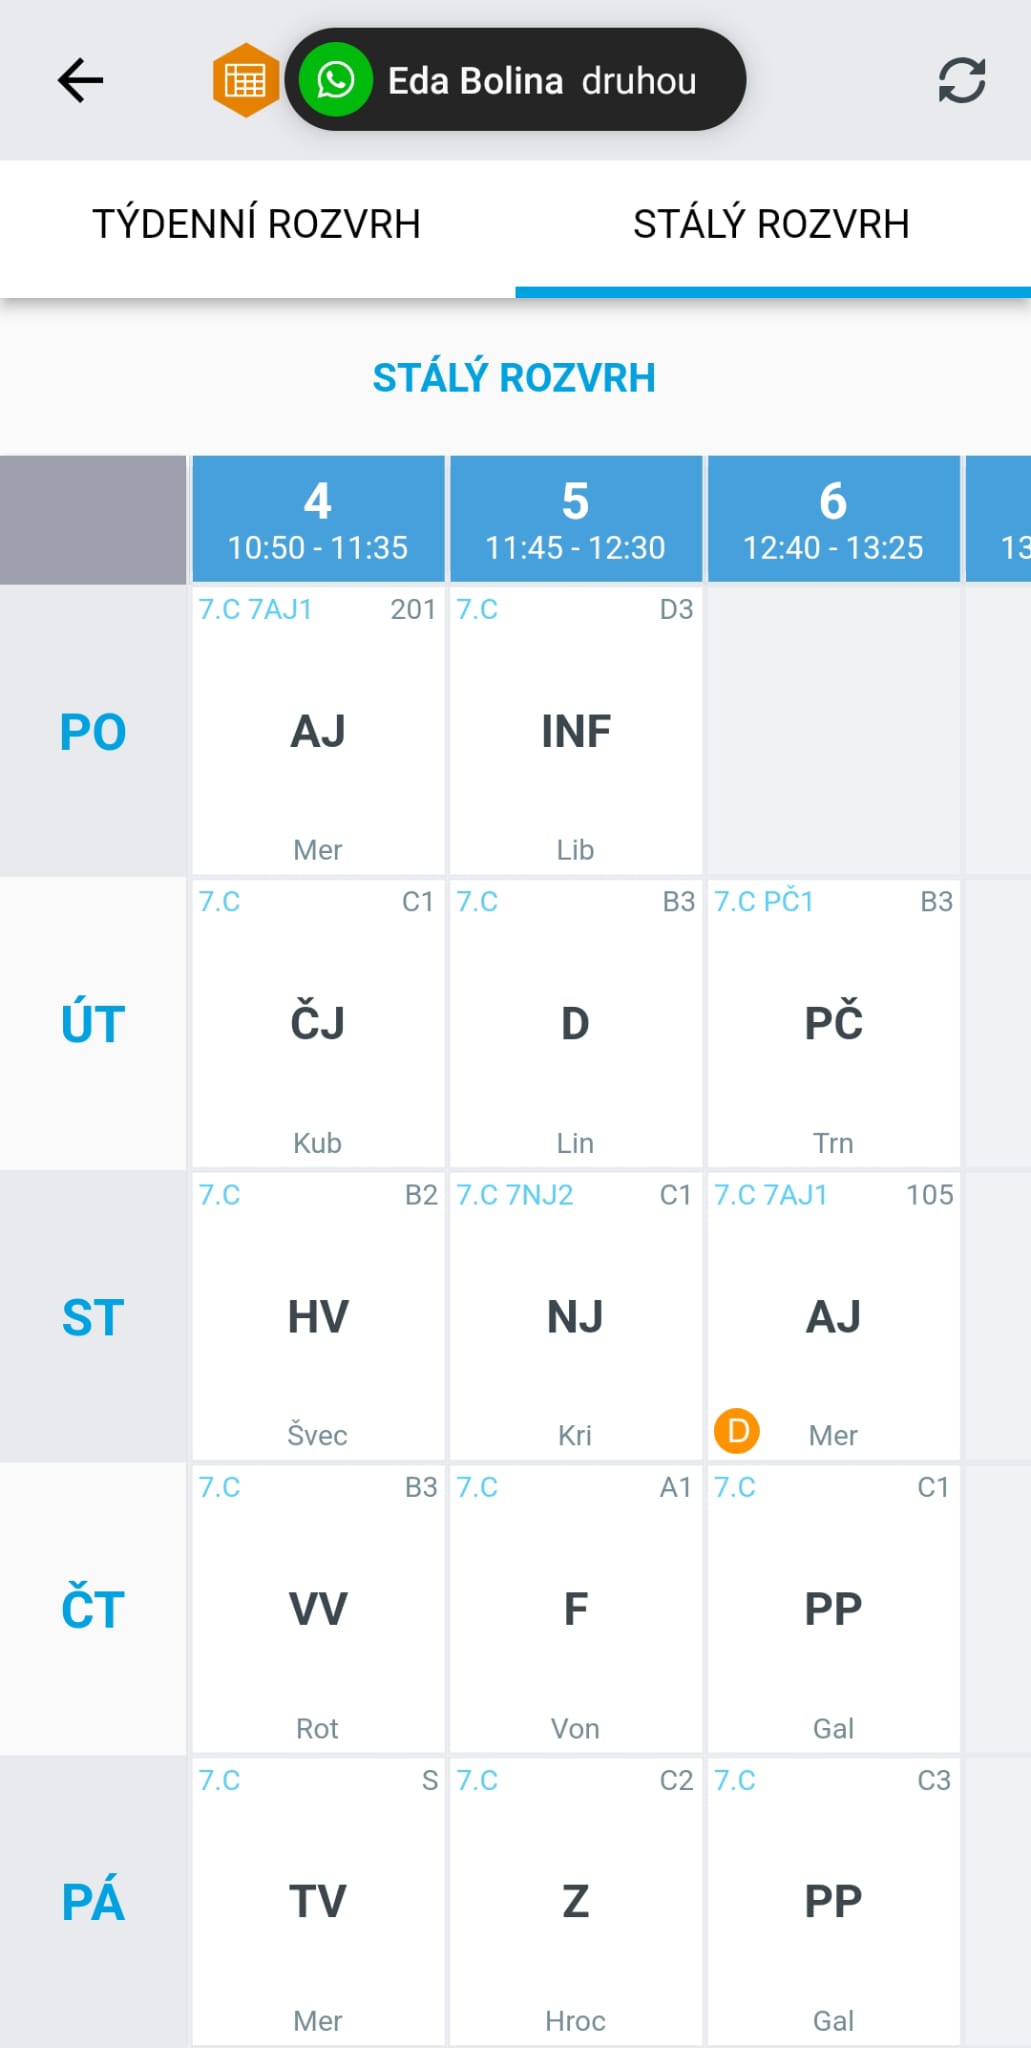 Eda Bolina druhou
TÝDENNÍ ROZVRH
STÁLÝ ROZVRH
STÁLÝ ROZVRH
4
10:50 - 11:35
5
11:45 - 12:30
6
12:40 - 13:25
13
PO
7.C 7AJ1 201
AJ
Mer
7.C D3
INF
Lib
ÚT
7.C C1
ČJ
Kub
7.C B3
D
Lin
7.C PČ1 B3
PČ
Trn
ST
7.C B2
HV
Švec
7.C 7NJ2 C1
NJ
Kri
7.C 7AJ1 105
AJ
D Mer
ČT
7.C B3
VV
Rot
7.C A1
F
Von
7.C C1
PP
Gal
PÁ
7.C S
TV
Mer
7.C C2
Z
Hroc
7.C C3
PP
Gal